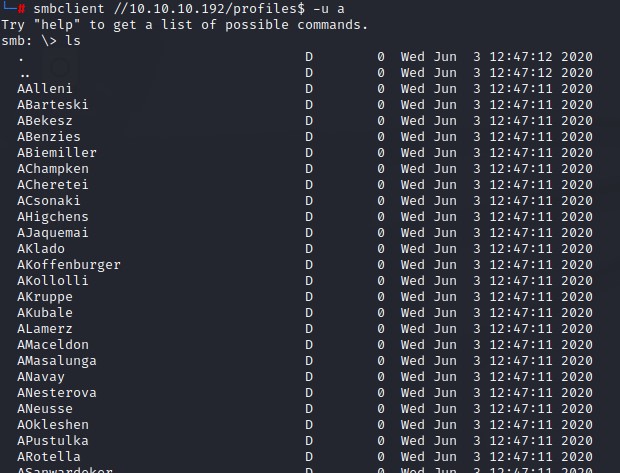 └─# smbclient //10.10.10.192/profiles$ -u a
Try "help" to get a list of possible commands.
smb: \> ls
. D 0 Wed Jun 3 12:47:12 2020
.. D 0 Wed Jun 3 12:47:12 2020
AAlleni D 0 Wed Jun 3 12:47:11 2020
ABarteski D 0 Wed Jun 3 12:47:11 2020
ABekesz D 0 Wed Jun 3 12:47:11 2020
ABenzies D 0 Wed Jun 3 12:47:11 2020
ABiemiller D 0 Wed Jun 3 12:47:11 2020
AChampken D 0 Wed Jun 3 12:47:11 2020
ACheretei D 0 Wed Jun 3 12:47:11 2020
ACsonaki D 0 Wed Jun 3 12:47:11 2020
AHigchens D 0 Wed Jun 3 12:47:11 2020
AJaquemai D 0 Wed Jun 3 12:47:11 2020
AKlado D 0 Wed Jun 3 12:47:11 2020
AKoffenburger D 0 Wed Jun 3 12:47:11 2020
AKollolli D 0 Wed Jun 3 12:47:11 2020
AKruppe D 0 Wed Jun 3 12:47:11 2020
AKubale D 0 Wed Jun 3 12:47:11 2020
ALamerz D 0 Wed Jun 3 12:47:11 2020
AMaceldon D 0 Wed Jun 3 12:47:11 2020
AMasalunga D 0 Wed Jun 3 12:47:11 2020
ANavay D 0 Wed Jun 3 12:47:11 2020
ANesterova D 0 Wed Jun 3 12:47:11 2020
ANeusse D 0 Wed Jun 3 12:47:11 2020
AOkleshen D 0 Wed Jun 3 12:47:11 2020
APustulka D 0 Wed Jun 3 12:47:11 2020
ARotella D 0 Wed Jun 3 12:47:11 2020
ASanwardeker D 0 Wed Jun 3 12:47:11 2020